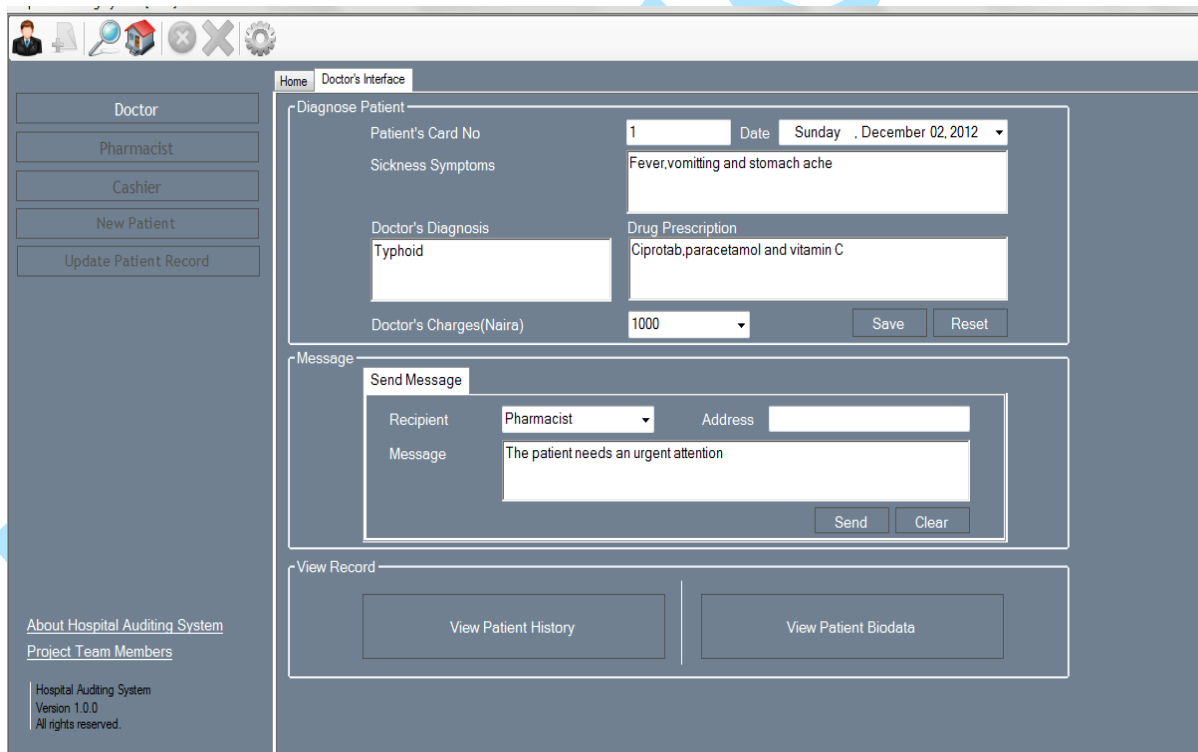 Home Doctor's Interface
Doctor
Pharmacist
Cashier
New Patient
Update Patient Record
Diagnose Patient
Patient's Card No 1 Date Sunday , December 02, 2012
Sickness Symptoms Fever,vomitting and stomach ache
Doctor's Diagnosis Drug Prescription
Typhoid Ciprotab,paracetamol and vitamin C
Doctor's Charges(Naira) 1000 Save Reset
Message
Send Message
Recipient Pharmacist Address
Message The patient needs an urgent attention
Send Clear
View Record
View Patient History View Patient Biodata
About Hospital Auditing System
Project Team Members
Hospital Auditing System
Version 1.0.0
All rights reserved.